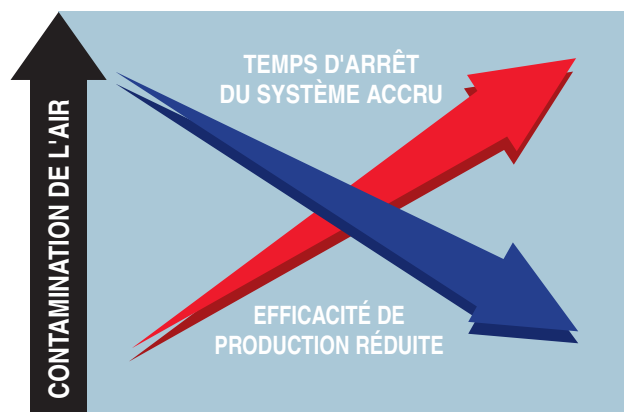 TEMPS D'ARRÊT
DU SYSTÈME ACCRU
CONTAMINATION DE L'AIR
EFFICACITÉ DE
PRODUCTION RÉDUITE